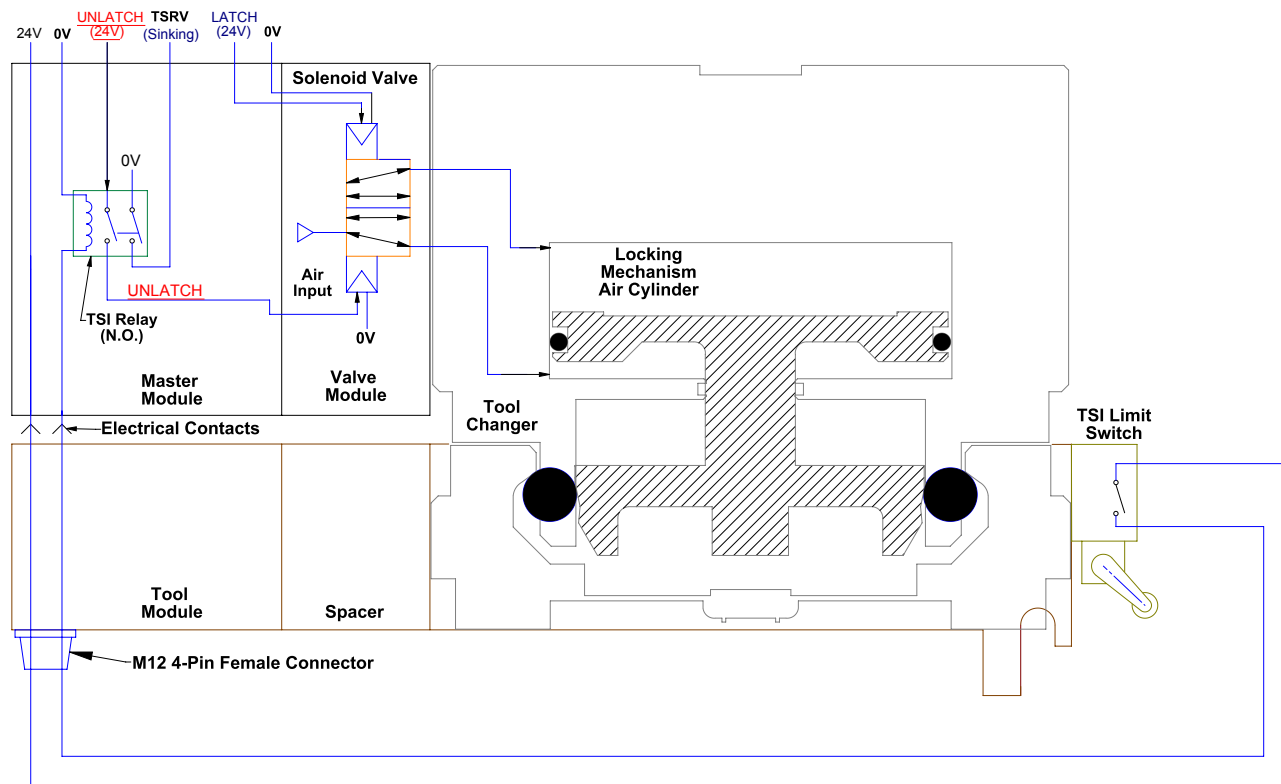 24V
0V
UNLATCH
(24V)
TSRV
(Sinking)
LATCH
(24V)
0V
Solenoid Valve
0V
Air
Input
UNLATCH
TSI Relay
(N.O.)
0V
Locking
Mechanism
Air Cylinder
Master
Module
Valve
Module
Tool
Changer
TSI Limit
Switch
Electrical Contacts
Tool
Module
Spacer
M12 4-Pin Female Connector